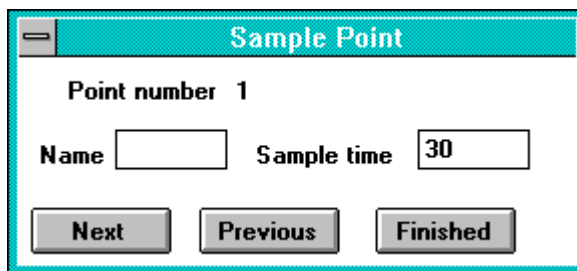 Sample Point
Point number 1
Name Sample time 30
Next Previous Finished